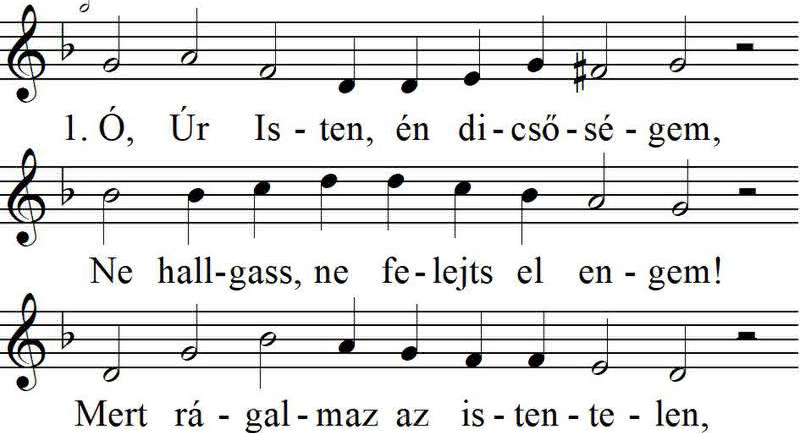 1. Ó, Úr Is - ten, én di - cső - sé - gem,
Ne hall - gass, ne fe - lejts el en - gem!
Mert rá - gal - maz az is - ten - te - len,